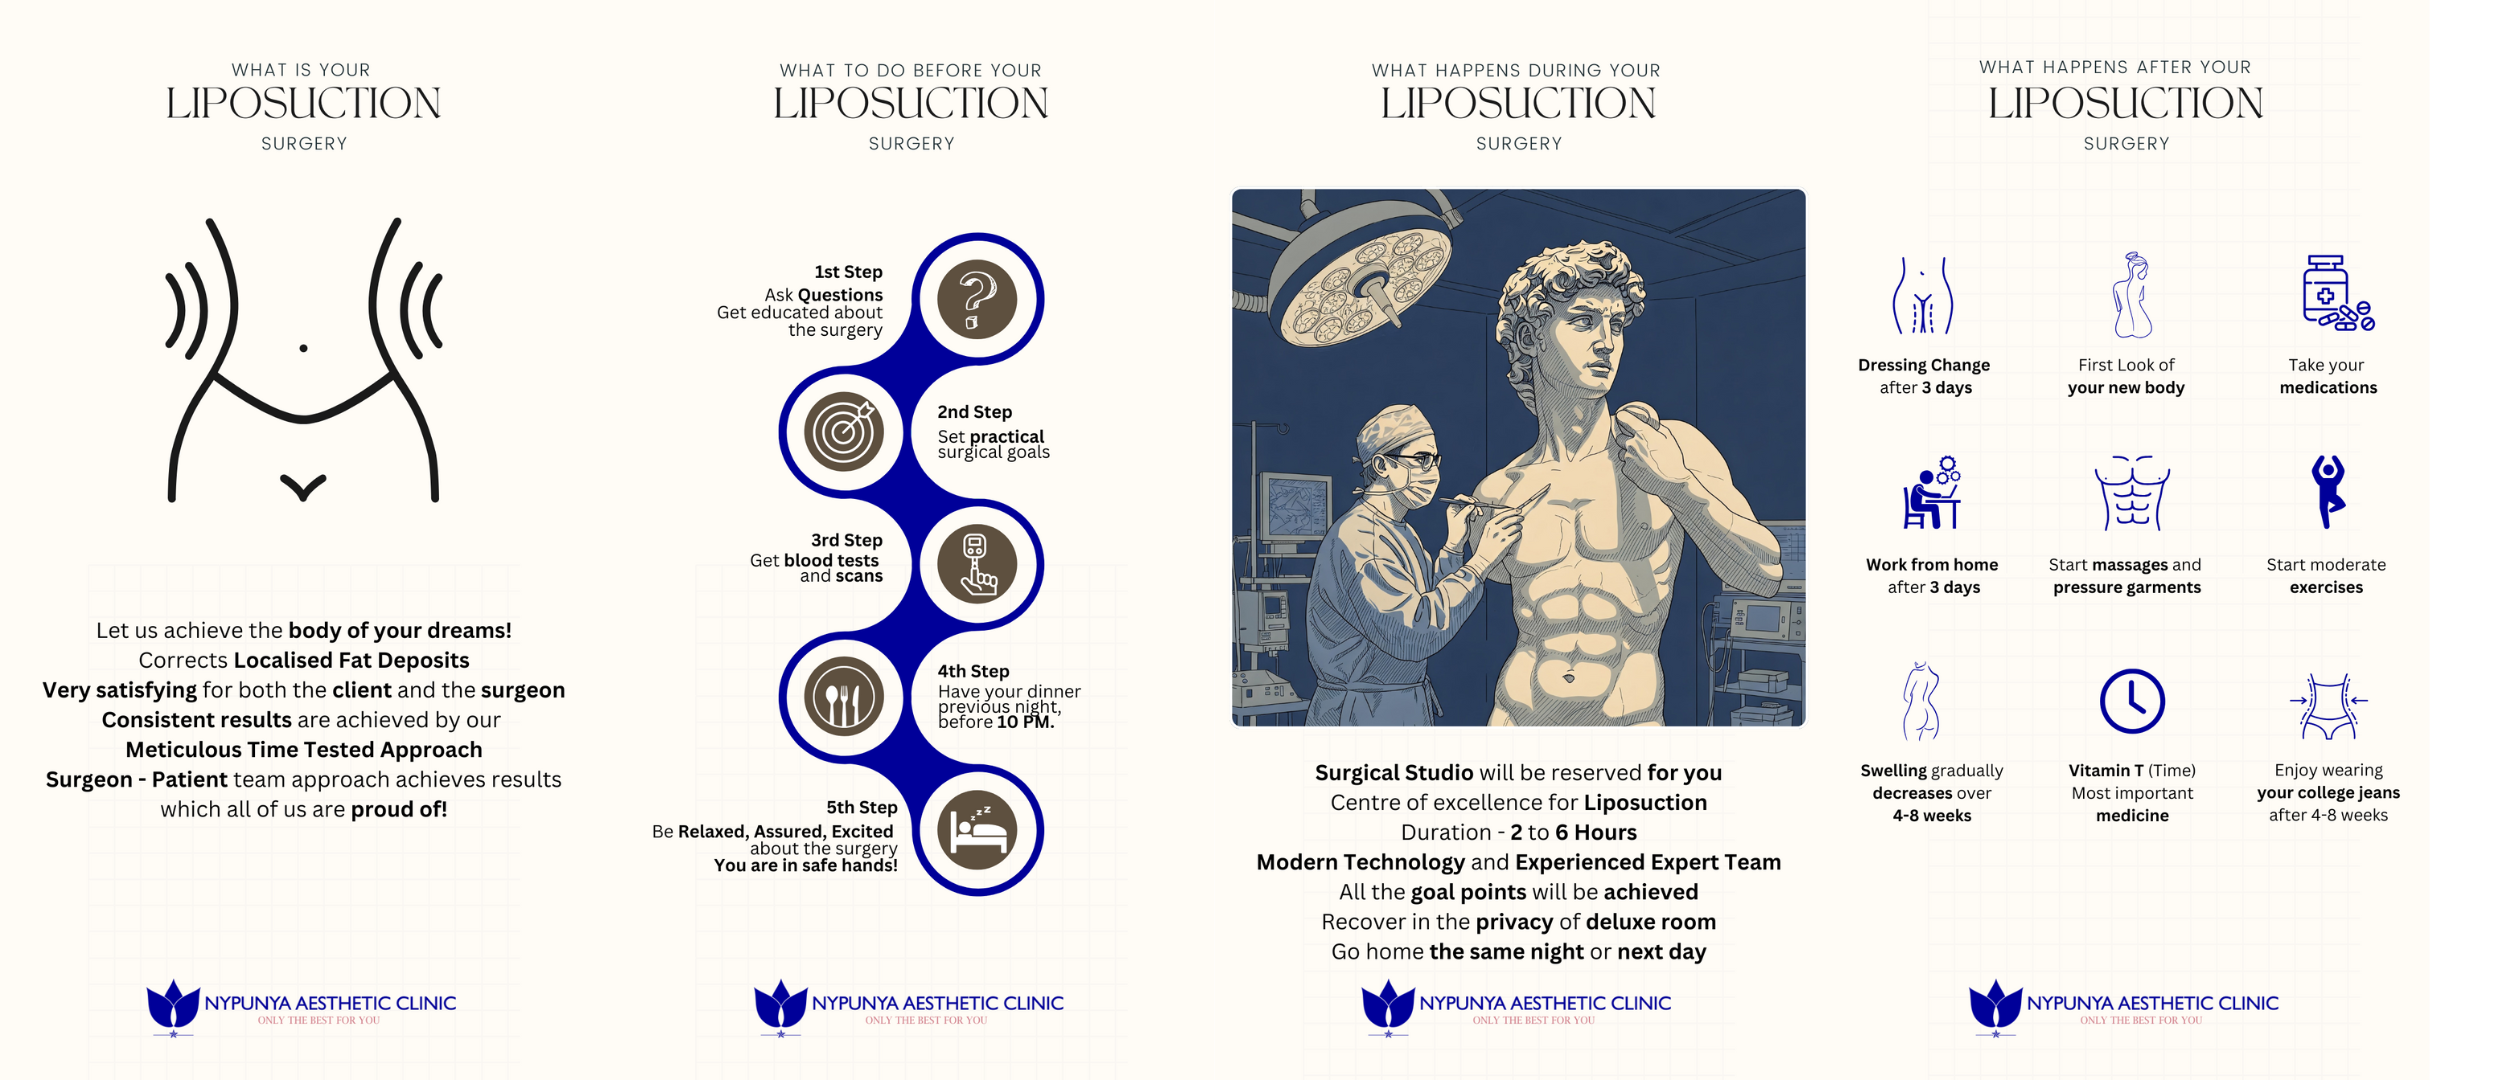 WHAT IS YOUR
LIPOSUCTION
SURGERY
Let us achieve the body of your dreams!
Corrects Localised Fat Deposits
Very satisfying for both the client and the surgeon
Consistent results are achieved by our
Meticulous Time Tested Approach
Surgeon - Patient team approach achieves results
which all of us are proud of!
NYPUNYA AESTHETIC CLINIC
ONLY THE BEST FOR YOU
WHAT TO DO BEFORE YOUR
LIPOSUCTION
SURGERY
1st Step
Ask Questions
Get educated about
the surgery
2nd Step
Set practical
surgical goals
3rd Step
Get blood tests
and scans
4th Step
Have your dinner
previous night,
before 10 PM.
5th Step
Be Relaxed, Assured, Excited
about the surgery
You are in safe hands!
NYPUNYA AESTHETIC CLINIC
ONLY THE BEST FOR YOU
WHAT HAPPENS DURING YOUR
LIPOSUCTION
SURGERY
Surgical Studio will be reserved for you
Centre of excellence for Liposuction
Duration - 2 to 6 Hours
Modern Technology and Experienced Expert Team
All the goal points will be achieved
Recover in the privacy of deluxe room
Go home the same night or next day
NYPUNYA AESTHETIC CLINIC
ONLY THE BEST FOR YOU
WHAT HAPPENS AFTER YOUR
LIPOSUCTION
SURGERY
Dressing Change
after 3 days
First Look of
your new body
Take your
medications
Work from home
after 3 days
Start massages and
pressure garments
Start moderate
exercises
Swelling gradually
decreases over
4-8 weeks
Vitamin T (Time)
Most important
medicine
Enjoy wearing
your college jeans
after 4-8 weeks
NYPUNYA AESTHETIC CLINIC
ONLY THE BEST FOR YOU